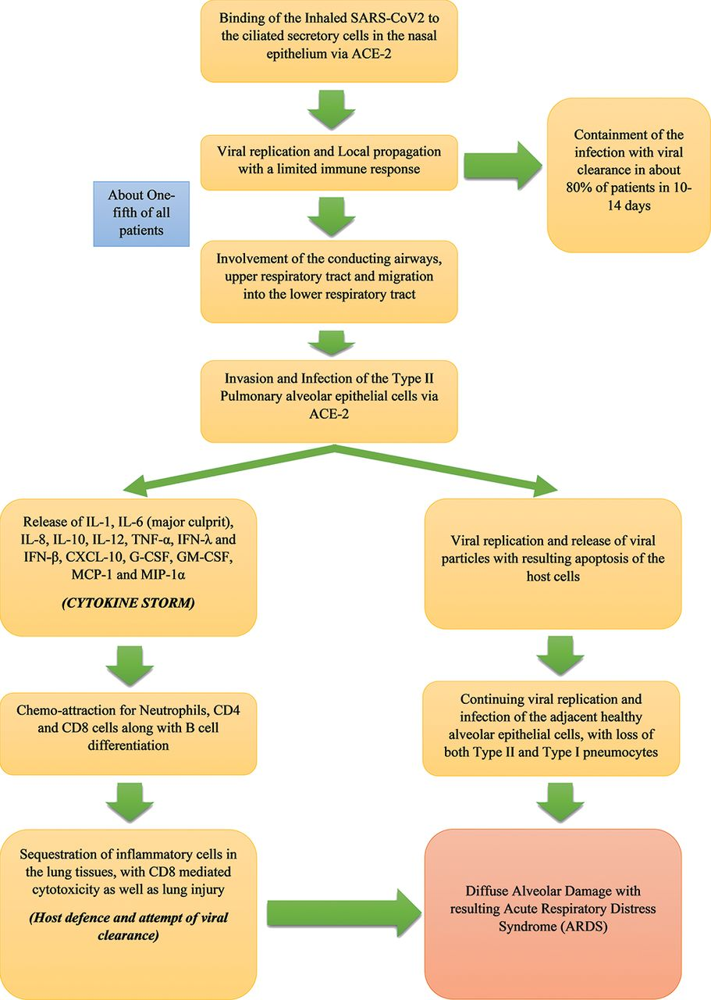 Binding of the Inhaled SARS-CoV2 to
the ciliated secretory cells in the nasal
epithelium via ACE-2
Viral replication and Local propagation
with a limited immune response
Containment of the
infection with viral
clearance in about
80% of patients in 10-
14 days
About One-
fifth of all
patients
Involvement of the conducting airways,
upper respiratory tract and migration
into the lower respiratory tract
Invasion and Infection of the Type II
Pulmonary alveolar epithelial cells via
ACE-2
Release of IL-1, IL-6 (major culprit),
IL-8, IL-10, IL-12, TNF-α, IFN-λ and
IFN-β, CXCL-10, G-CSF, GM-CSF,
MCP-1 and MIP-1α
(CYTOKINE STORM)
Viral replication and release of viral
particles with resulting apoptosis of the
host cells
Chemo-attraction for Neutrophils, CD4
and CD8 cells along with B cell
differentiation
Continuing viral replication and
infection of the adjacent healthy
alveolar epithelial cells, with loss of
both Type II and Type I pneumocytes
Sequestration of inflammatory cells in
the lung tissues, with CD8 mediated
cytotoxicity as well as lung injury
(Host defence and attempt of viral
clearance)
Diffuse Alveolar Damage with
resulting Acute Respiratory Distress
Syndrome (ARDS)